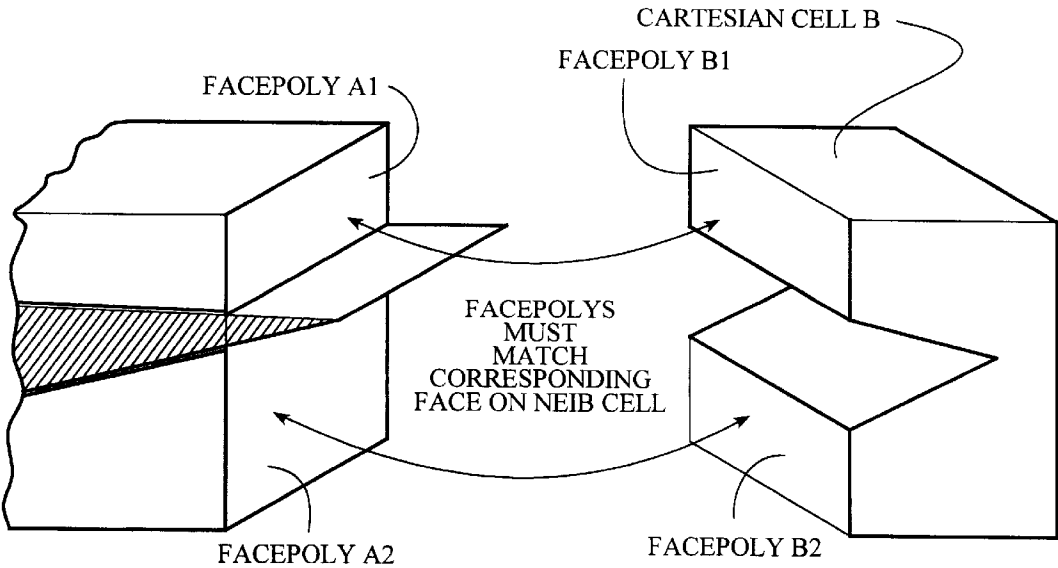 CARTESIAN CELL B
FACEPOLY B1
FACEPOLY A1
FACEPOLYS
MUST
MATCH
CORRESPONDING
FACE ON NEIB CELL
FACEPOLY A2
FACEPOLY B2